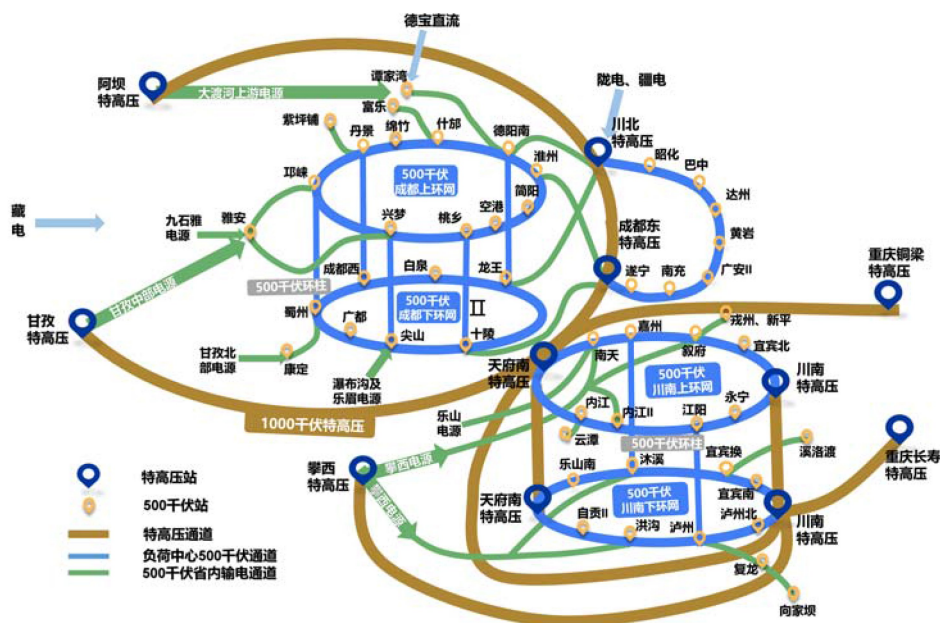 德宝直流
阿坝
特高压
大渡河上游电源
谭家湾
富乐
陇电、疆电
紫坪铺
丹景
绵竹
什邡
德阳南
川北
特高压
昭化
巴中
淮州
邛崃
500千伏
成都上环网
简阳
达州
藏
电
九石雅
电源
雅安
兴梦
桃乡
空港
成都东
特高压
黄岩
重庆铜梁
特高压
甘孜中部电源
成都西
白泉
龙王
遂宁
南充
广安II
500千伏环柱
蜀州
500千伏
成都下环网
II
甘孜
特高压
广都
尖山
十陵
戎州、新平
嘉州
叙府
宜宾北
甘孜北
部电源
康定
天府南
特高压
南天
瀑布沟及
乐眉电源
500千伏
川南上环网
川南
特高压
1000千伏特高压
乐山
电源
内江
内江II
江阳
永宁
云潭
500千伏环柱
攀西
特高压
攀西电源
攀西电源
沐溪
宜宾换
溪洛渡
重庆长寿
特高压
乐山南
天府南
特高压
500千伏
川南下环网
宜宾南
川南
特高压
自贡II
洪沟
泸州
泸州北
复龙
向家坝
特高压站
500千伏站
特高压通道
负荷中心500千伏通道
500千伏省内输电通道